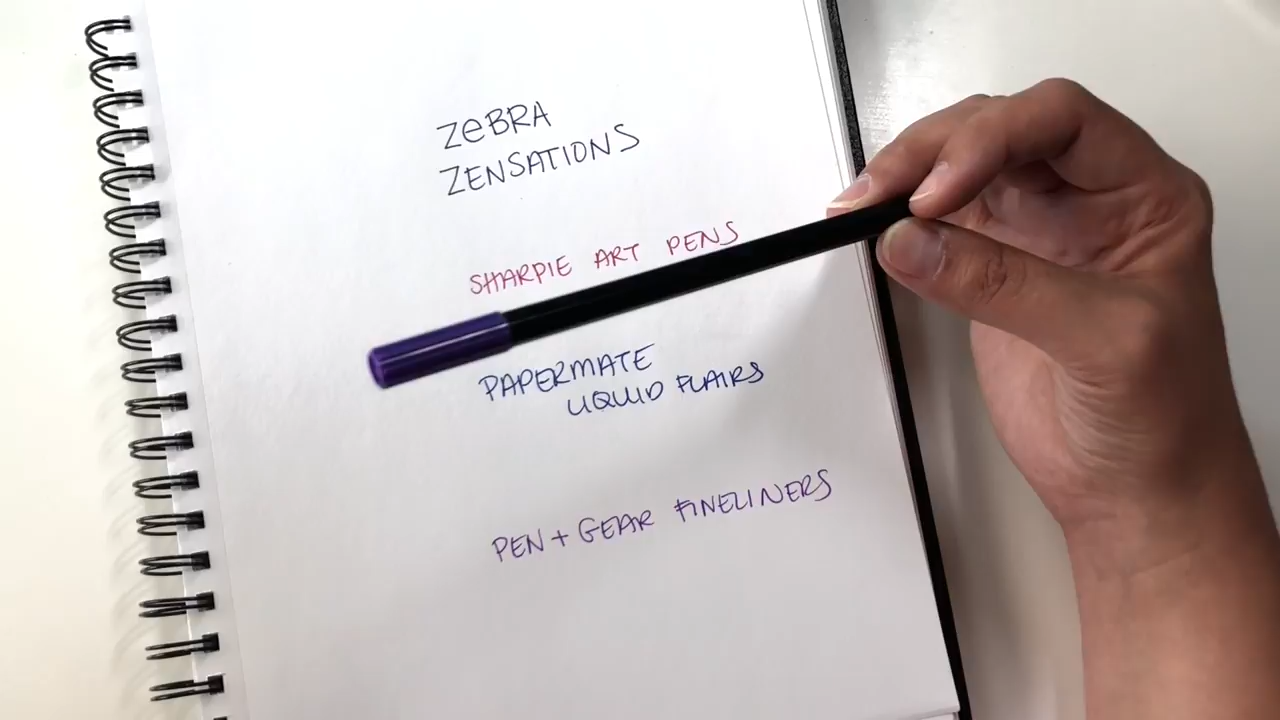 ZeBRA
ZENSATIONS
SHARPIE ART PENS
PAPERMATE
LIQUID FLAIRS
PEN + GEAR FINELINERS